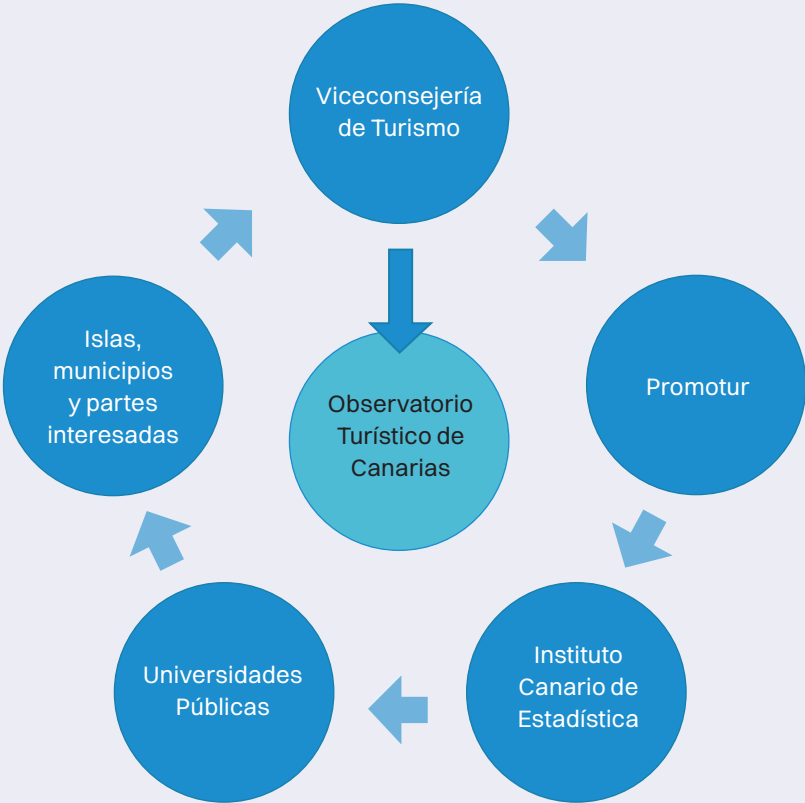 Viceconsejería
de Turismo
Promotur
Instituto
Canario de
Estadística
Universidades
Públicas
Islas,
municipios
y partes
interesadas
Observatorio
Turístico de
Canarias